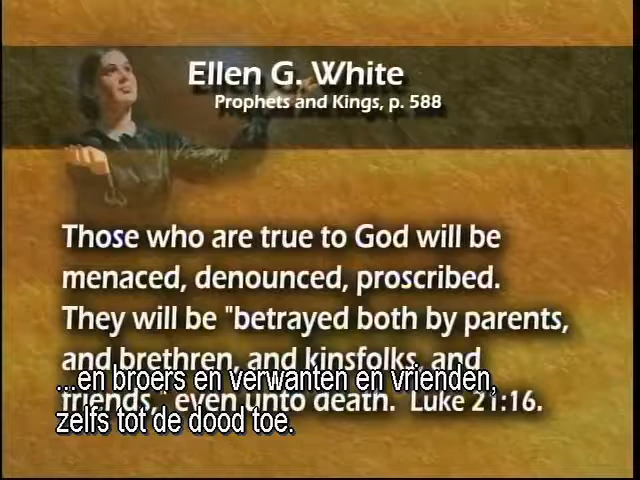 Ellen G. White
Prophets and Kings, p. 588
Those who are true to God will be
menaced, denounced, proscribed.
They will be "betrayed both by parents,
and brethren, and kinsfolks, and
friends," even unto death. Luke 21:16.
...en broers en verwanten en vrienden,
zelfs tot de dood toe.